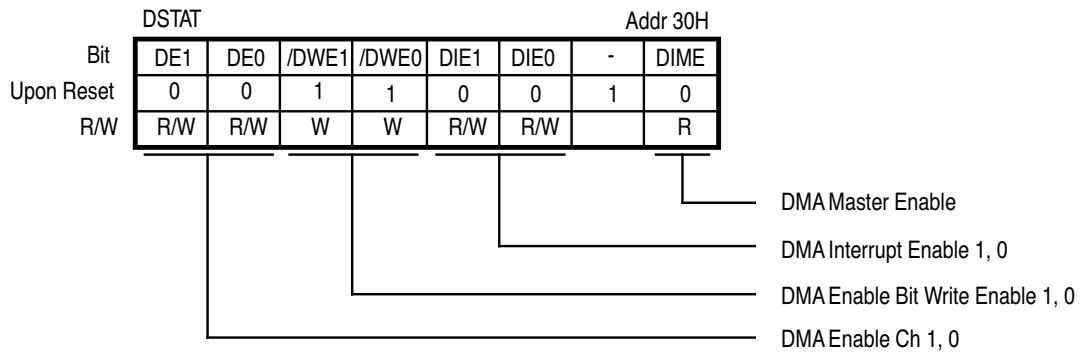 DSTAT Addr 30H
Bit DE1 DE0 /DWE1 /DWE0 DIE1 DIE0 - DIME
Upon Reset 0 0 1 1 0 0 1 0
R/W R/W R/W W W R/W R/W R
DMA Master Enable
DMA Interrupt Enable 1, 0
DMA Enable Bit Write Enable 1, 0
DMA Enable Ch 1, 0